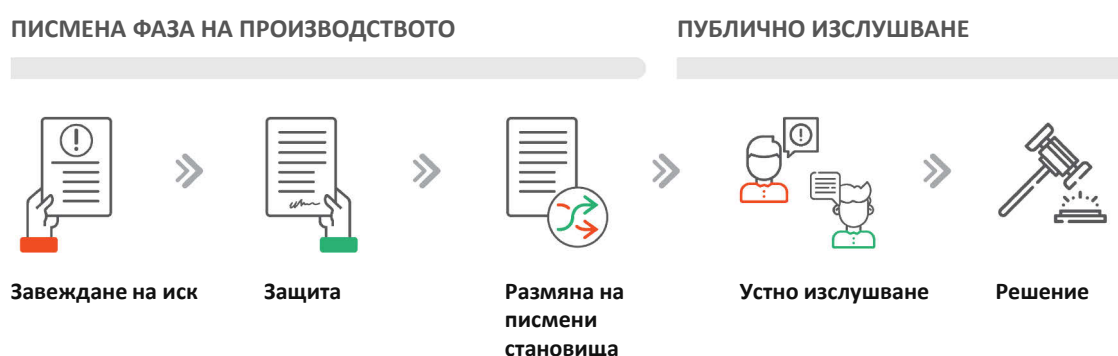 ПИСМЕНА ФАЗА НА ПРОИЗВОДСТВОТО
ПУБЛИЧНО ИЗСЛУШВАНЕ
Завеждане на иск
Защита
Размяна на
писмени
становища
Устно изслушване
Решение